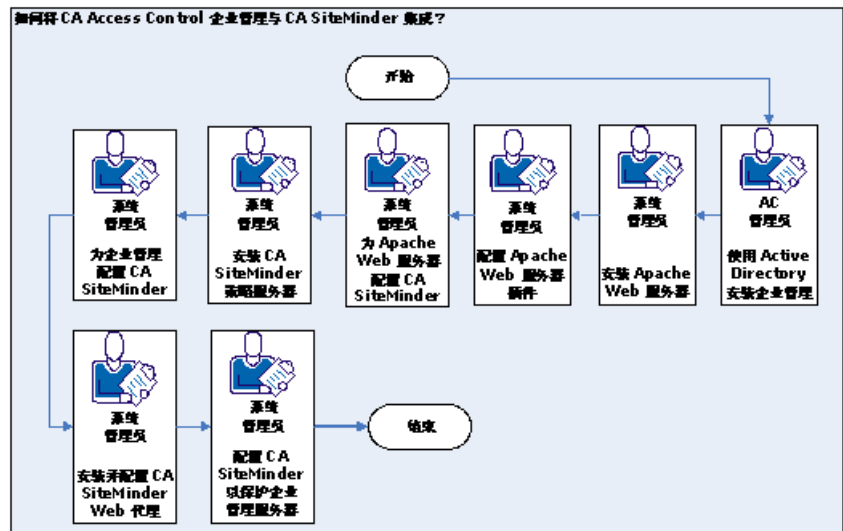 如何将 CA Access Control 企业管理与 CA SiteMinder 集成？
开始
AC
管理员
使用 Active
Directory
安装企业管理
系统
管理员
安装 Apache
Web 服务器
系统
管理员
配置 Apache
Web 服务器
插件
系统
管理员
为 Apache
Web 服务器
配置 CA
SiteMinder
系统
管理员
安装 CA
SiteMinder
策略服务器
系统
管理员
为企业管理
配置 CA
SiteMinder
系统
管理员
安装并配置 CA
SiteMinder
Web 代理
系统
管理员
配置 CA
SiteMinder
以保护企业
管理服务器
结束